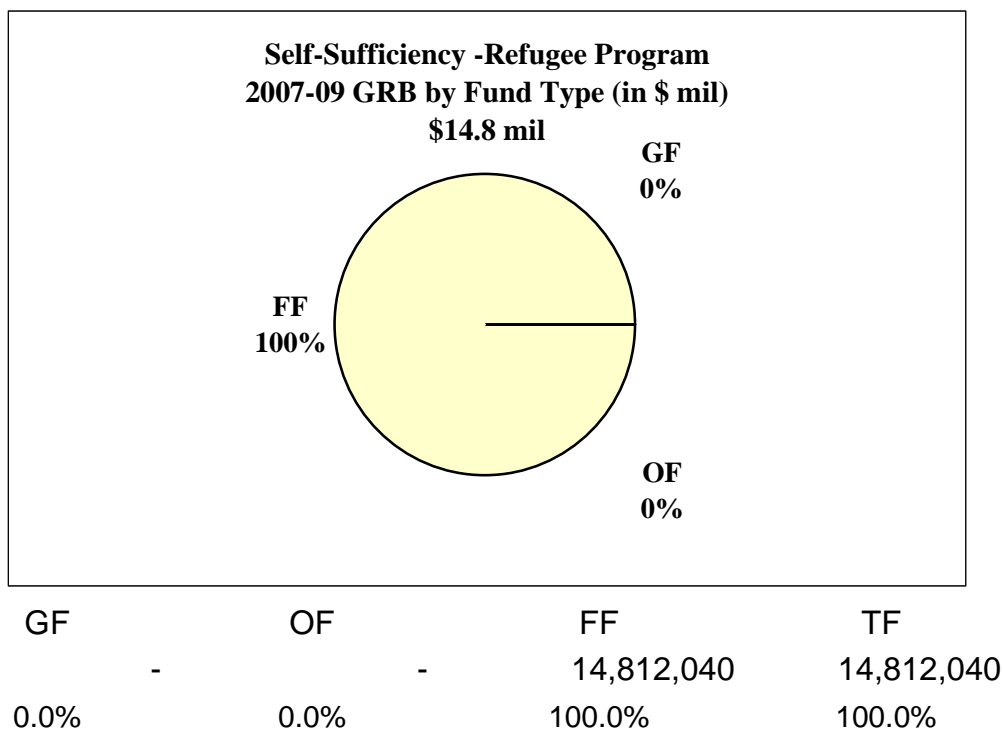 Self-Sufficiency -Refugee Program
2007-09 GRB by Fund Type (in $ mil)
$14.8 mil
GF
0%
FF
100%
OF
0%
GF OF FF TF
- - 14,812,040 14,812,040
0.0% 0.0% 100.0% 100.0%